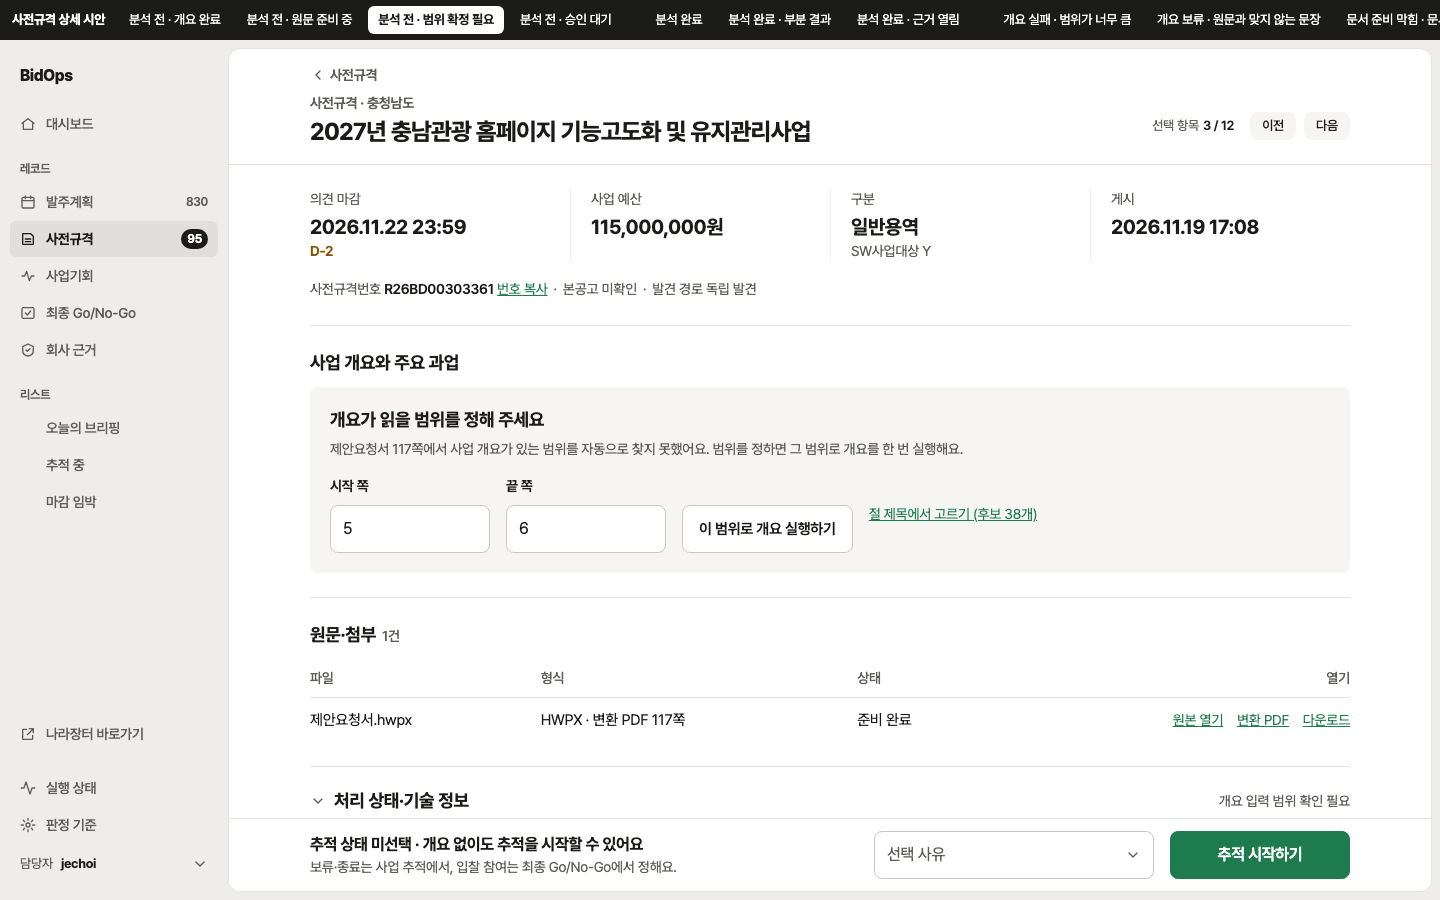 사전규격 상세 시안 분석 전 · 개요 완료 분석 전 · 원문 준비 중 분석 전 · 범위 확정 필요 분석 전 · 승인 대기 분석 완료 분석 완료 · 부분 결과 분석 완료 · 근거 열림 개요 실패 · 범위가 너무 큼 개요 보류 · 원문과 맞지 않는 문장 문서 준비 막힘 · 문
BidOps
대시보드
레코드
발주계획 830
사전규격 95
사업기회
최종 Go/No-Go
회사 근거
리스트
오늘의 브리핑
추적 중
마감 임박
나라장터 바로가기
실행 상태
판정 기준
담당자 jechoi
사전규격
사전규격 · 충청남도
2027년 충남관광 홈페이지 기능고도화 및 유지관리사업
선택 항목 3 / 12 이전 다음
의견 마감
2026.11.22 23:59
D-2
사업 예산
115,000,000원
구분
일반용역
SW사업대상 Y
게시
2026.11.19 17:08
사전규격번호 R26BD00303361 번호 복사 · 본공고 미확인 · 발견 경로 독립 발견
사업 개요와 주요 과업
개요가 읽을 범위를 정해 주세요
제안요청서 117쪽에서 사업 개요가 있는 범위를 자동으로 찾지 못했어요. 범위를 정하면 그 범위로 개요를 한 번 실행해요.
시작 쪽 끝 쪽
5 6 이 범위로 개요 실행하기 절 제목에서 고르기 (후보 38개)
원문·첨부 1건
파일 형식 상태 열기
제안요청서.hwpx HWPX · 변환 PDF 117쪽 준비 완료 원본 열기 변환 PDF 다운로드
처리 상태·기술 정보 개요 입력 범위 확인 필요
추적 상태 미선택 · 개요 없이도 추적을 시작할 수 있어요
보류·종료는 사업 추적에서, 입찰 참여는 최종 Go/No-Go에서 정해요.
선택 사유 추적 시작하기